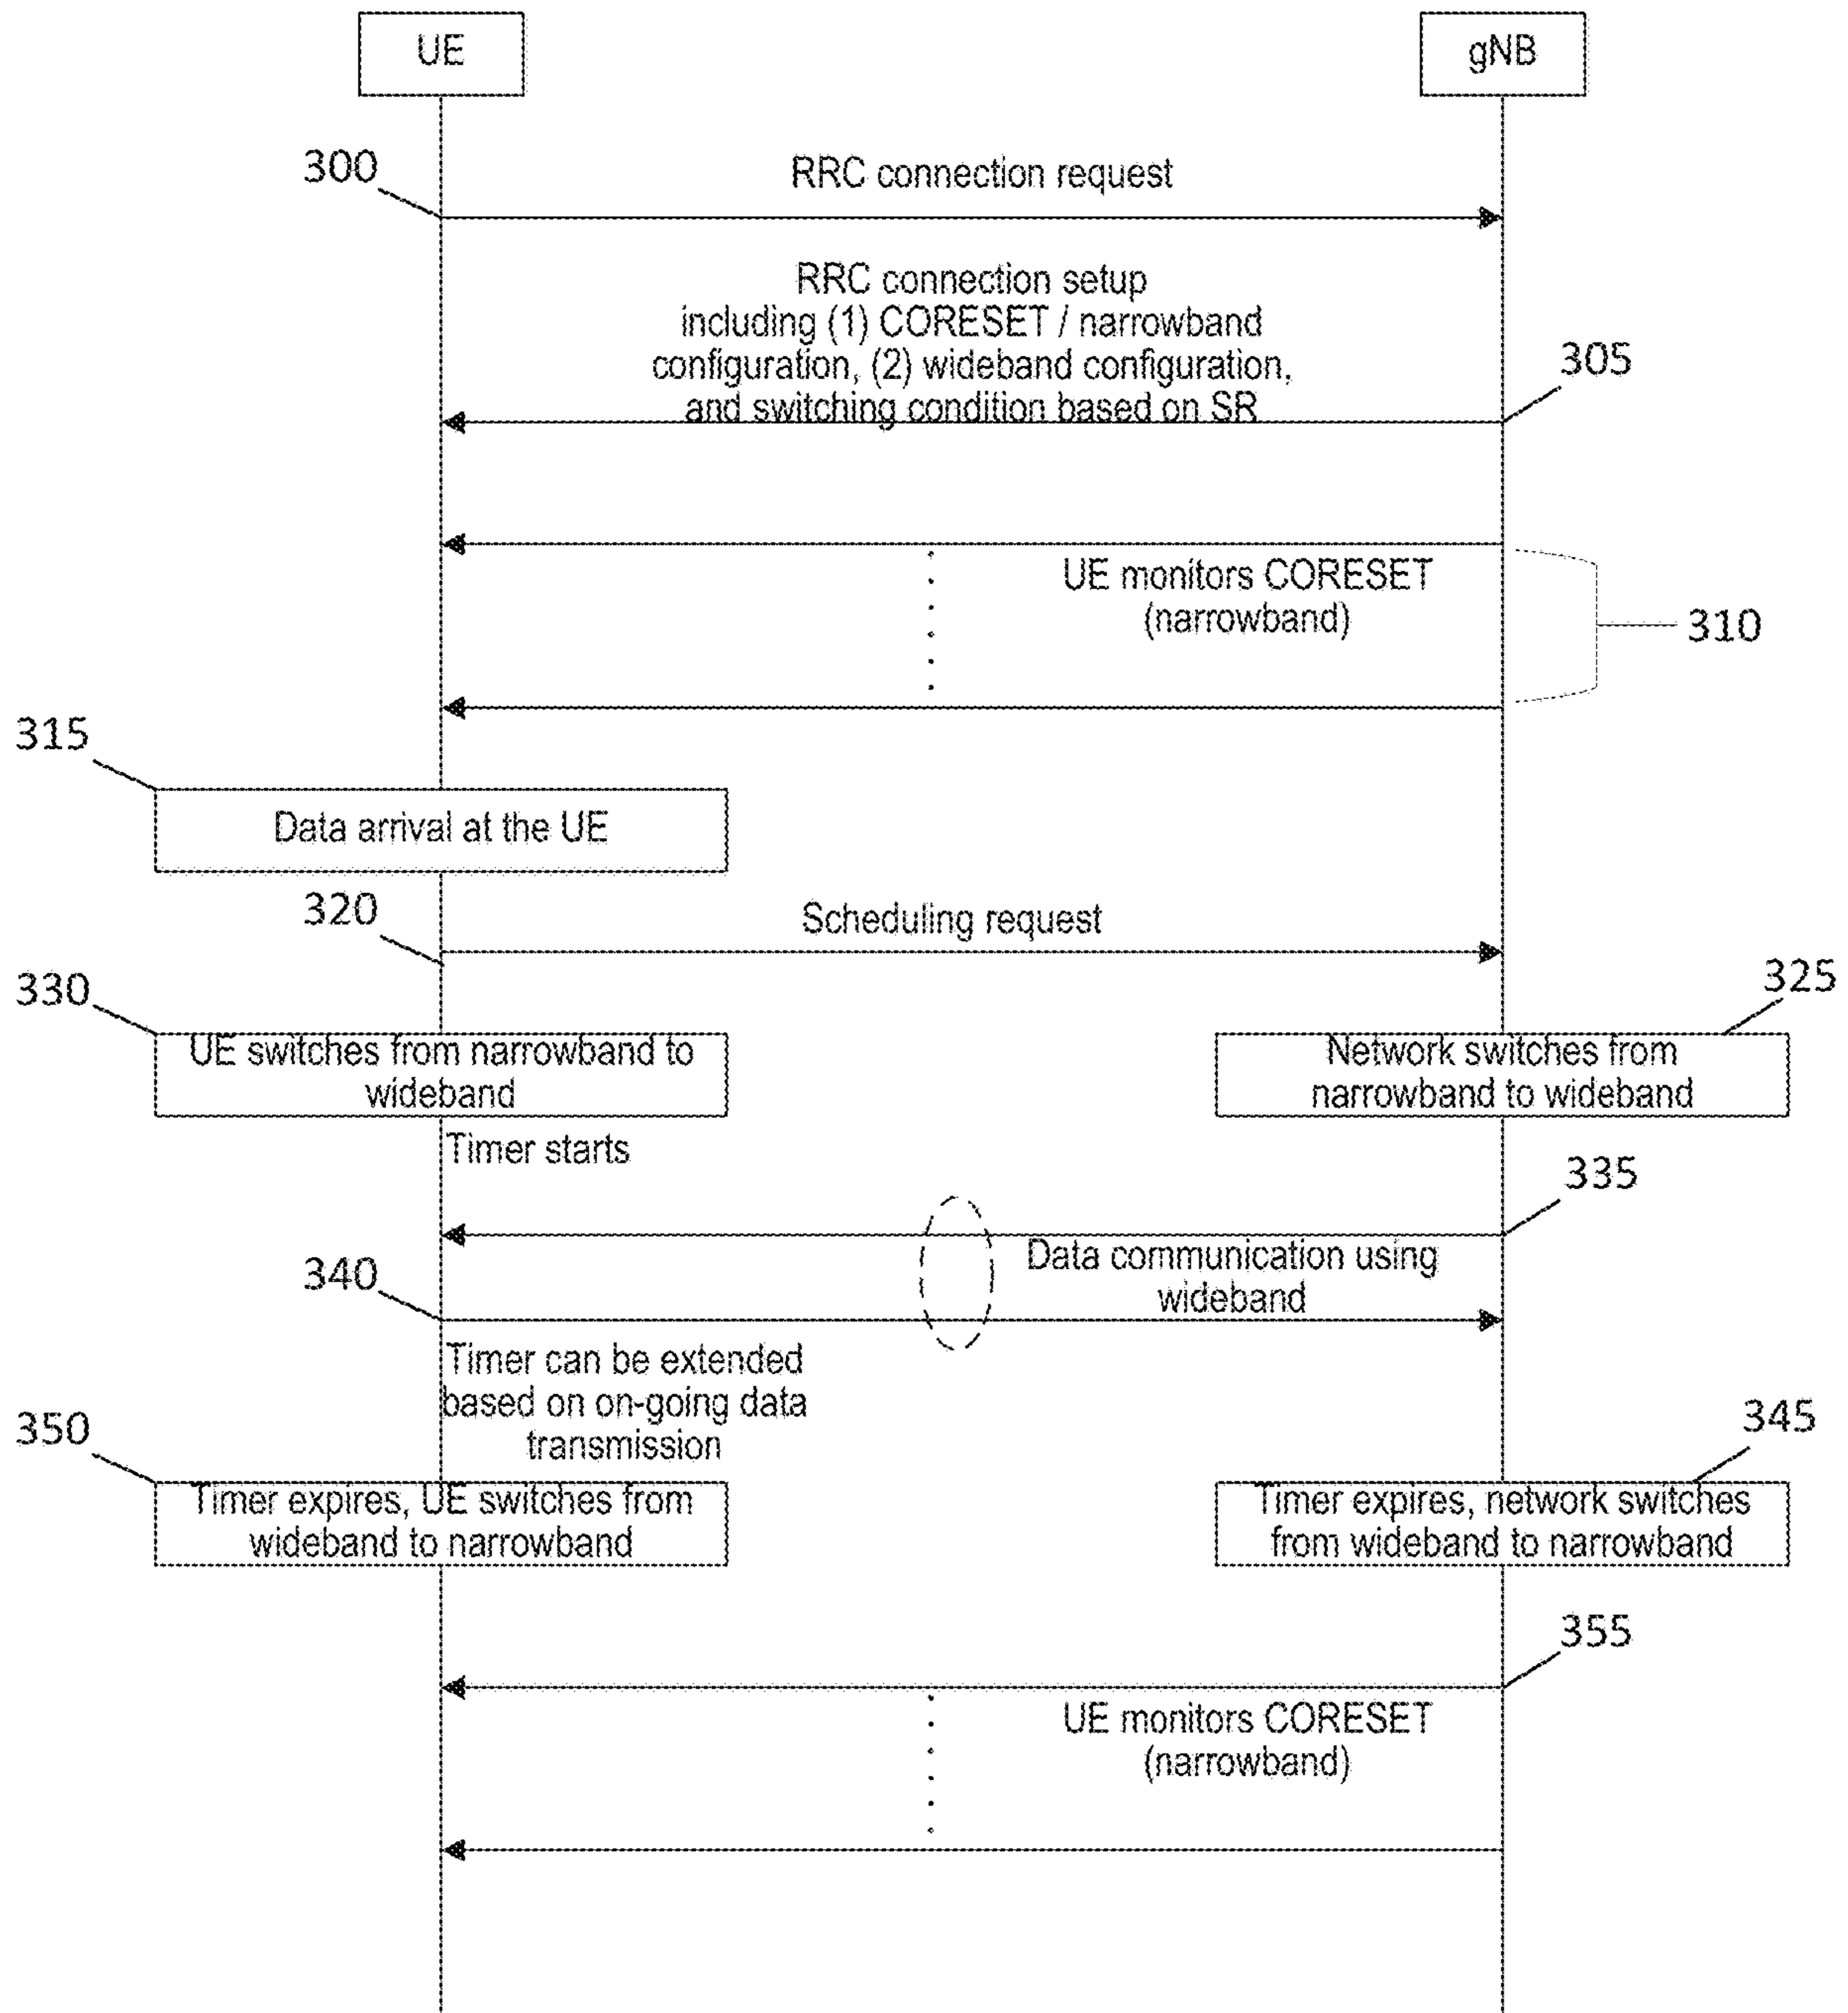 UE
gNB
300
RRC connection request
RRC connection setup
including (1) CORESET / narrowband
configuration, (2) wideband configuration,
and switching condition based on SR
305
UE monitors CORESET
(narrowband)
310
315
Data arrival at the UE
320
Scheduling request
330
325
UE switches from narrowband to
wideband
Network switches from
narrowband to wideband
Timer starts
335
Data communication using
wideband
340
Timer can be extended
based on on-going data
transmission
350
345
Timer expires, UE switches from
wideband to narrowband
Timer expires, network switches
from wideband to narrowband
355
UE monitors CORESET
(narrowband)